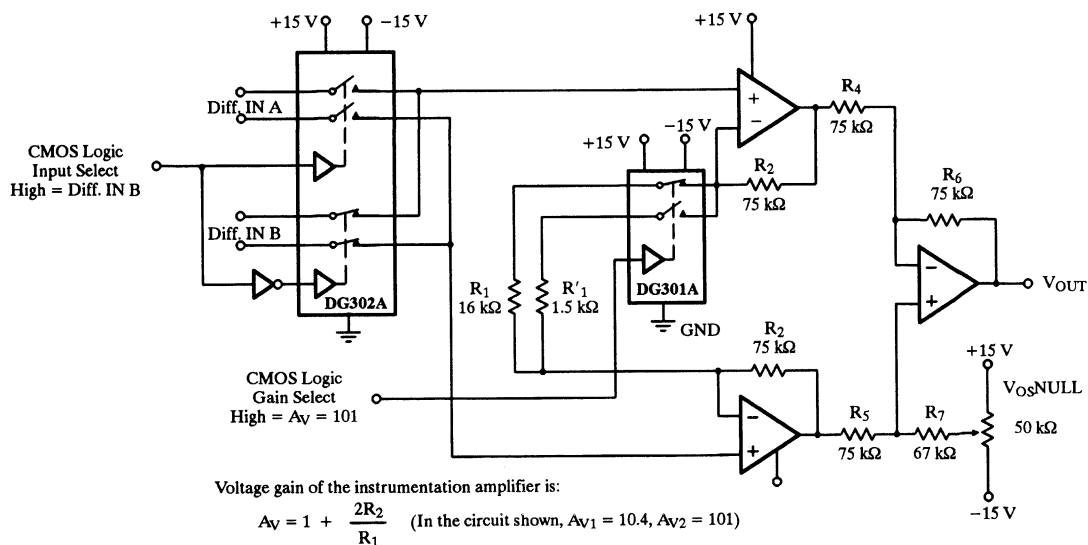 +15 V
−15 V
+15 V
Diff. IN A
R4
75 kΩ
CMOS Logic
Input Select
High = Diff. IN B
+15 V
−15 V
+
−
R2
75 kΩ
R6
75 kΩ
Diff. IN B
DG302A
R1
16 kΩ
R'1
1.5 kΩ
DG301A
GND
−
+
VOUT
R2
75 kΩ
+15 V
VOSNULL
CMOS Logic
Gain Select
High = AV = 101
−
+
R5
75 kΩ
R7
67 kΩ
50 kΩ
−15 V
Voltage gain of the instrumentation amplifier is:
AV = 1 + 2R2 / R1 (In the circuit shown, AV1 = 10.4, AV2 = 101)